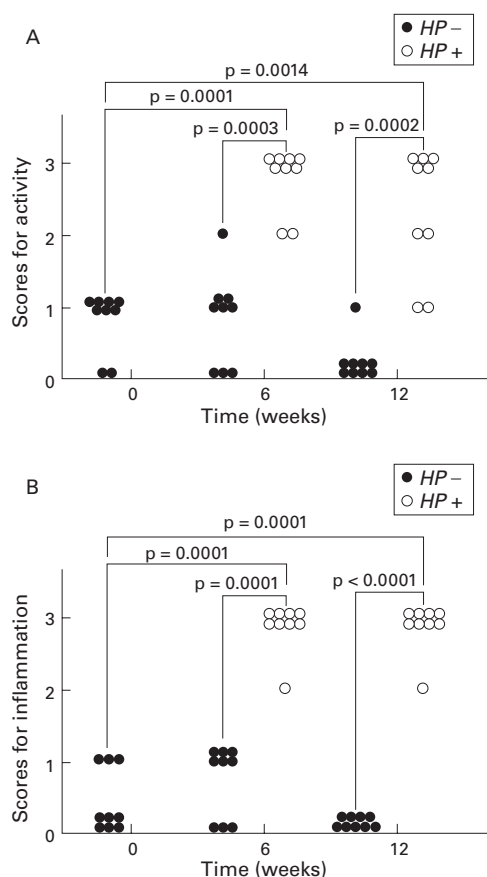 A
● HP –
○ HP +
p = 0.0014
p = 0.0001
p = 0.0003
p = 0.0002
Scores for activity
3
2
1
0
0
6
12
Time (weeks)
B
● HP –
○ HP +
p = 0.0001
p = 0.0001
p = 0.0001
p < 0.0001
Scores for inflammation
3
2
1
0
0
6
12
Time (weeks)